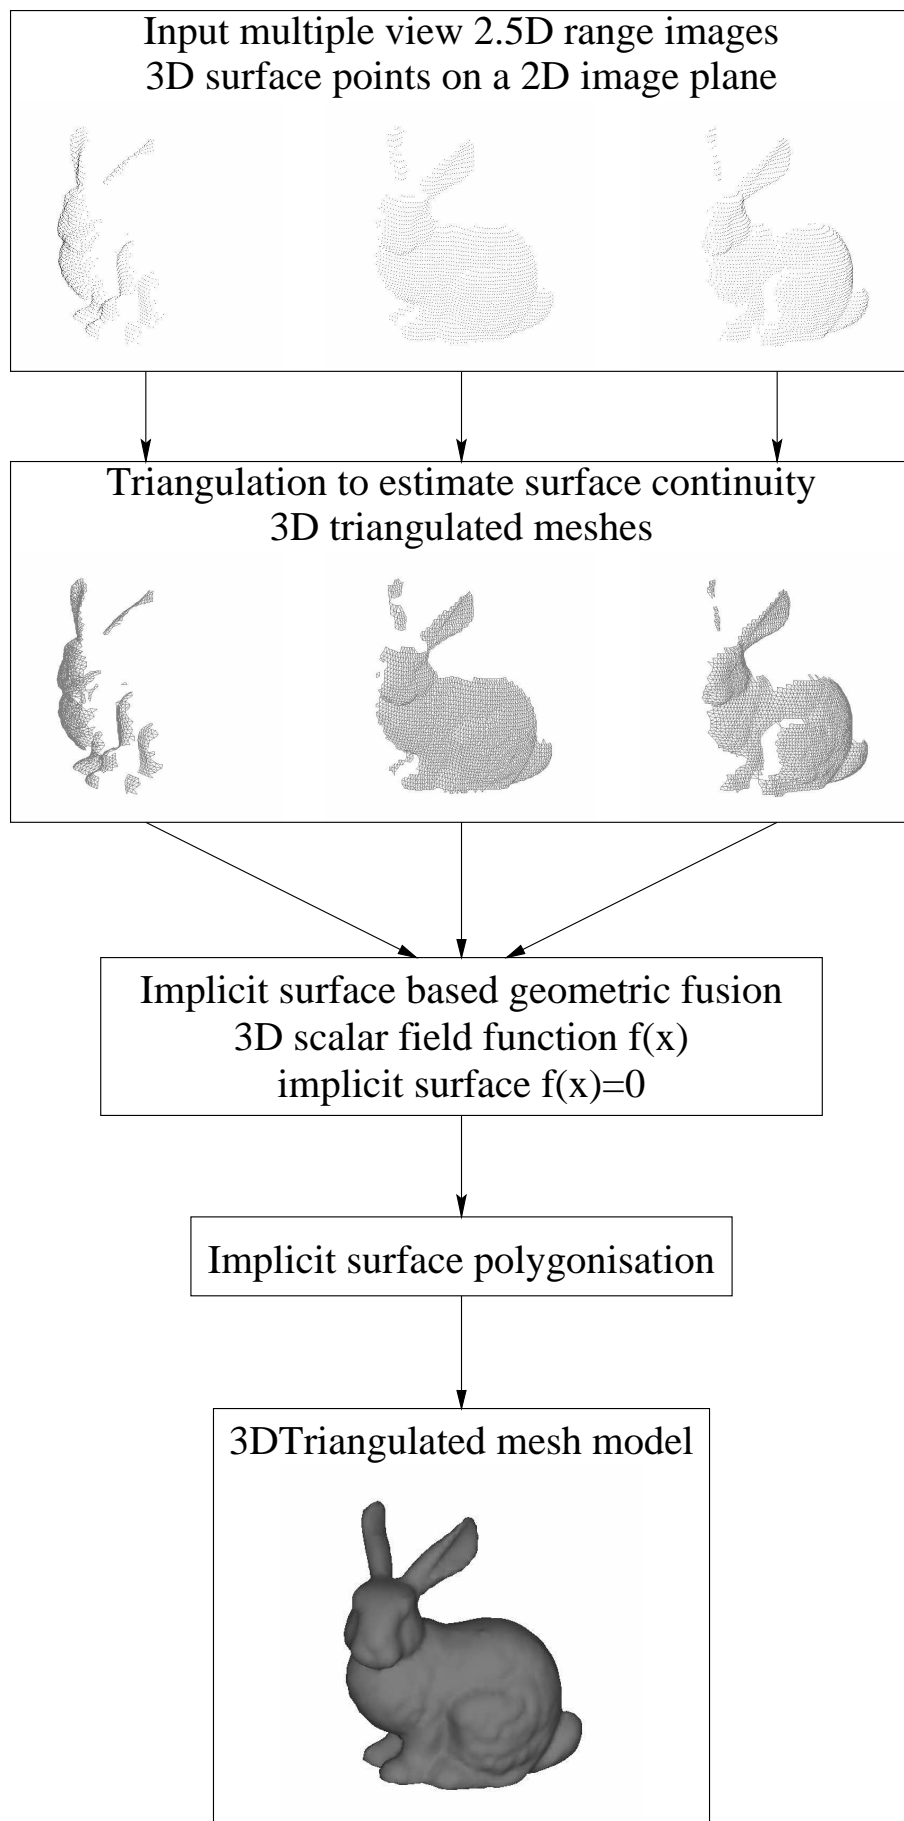 Input multiple view 2.5D range images
3D surface points on a 2D image plane
Triangulation to estimate surface continuity
3D triangulated meshes
Implicit surface based geometric fusion
3D scalar field function f(x)
implicit surface f(x)=0
Implicit surface polygonisation
3DTriangulated mesh model